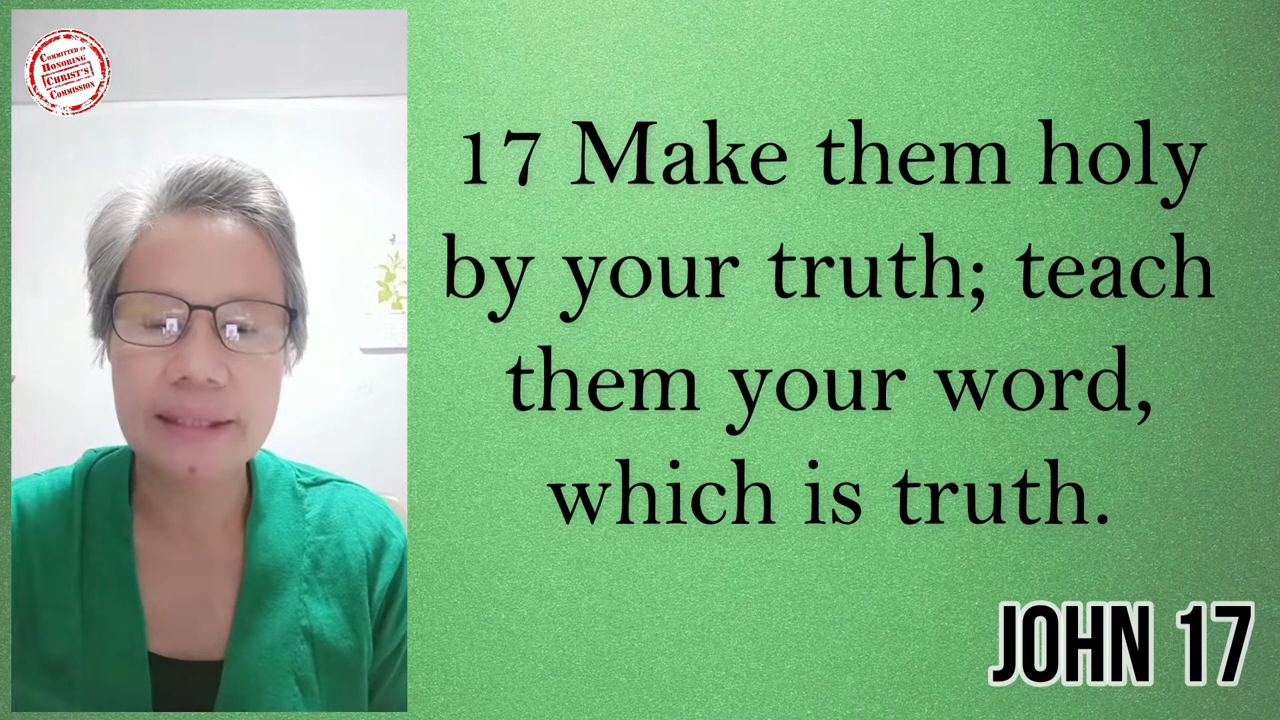 COMMITTED TO
HONORING
CHRIST'S
COMMISSION
17 Make them holy
by your truth; teach
them your word,
which is truth.
JOHN 17